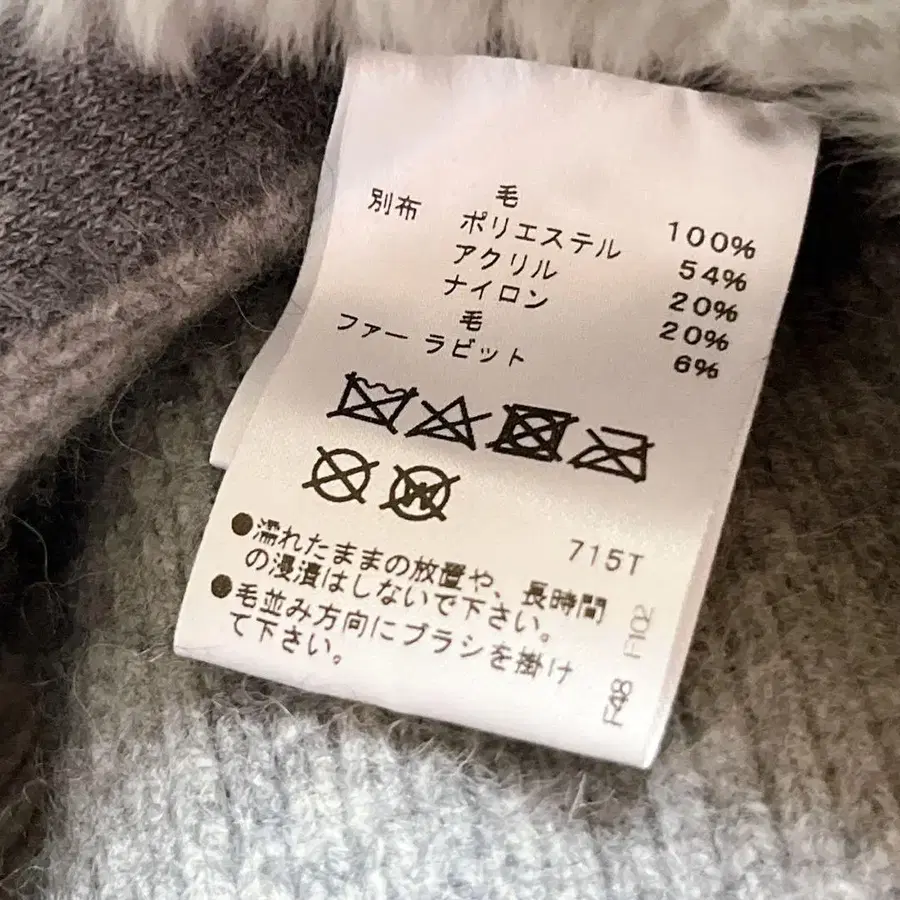 毛 100%
別布 ポリエステル 54%
アクリル 20%
ナイロン 20%
毛 6%
ファー ラビット
715T
●濡れたままの放置や、長時間
の浸漬はしないで下さい。
●毛並み方向にブラシを掛け
て下さい。
F48 F102